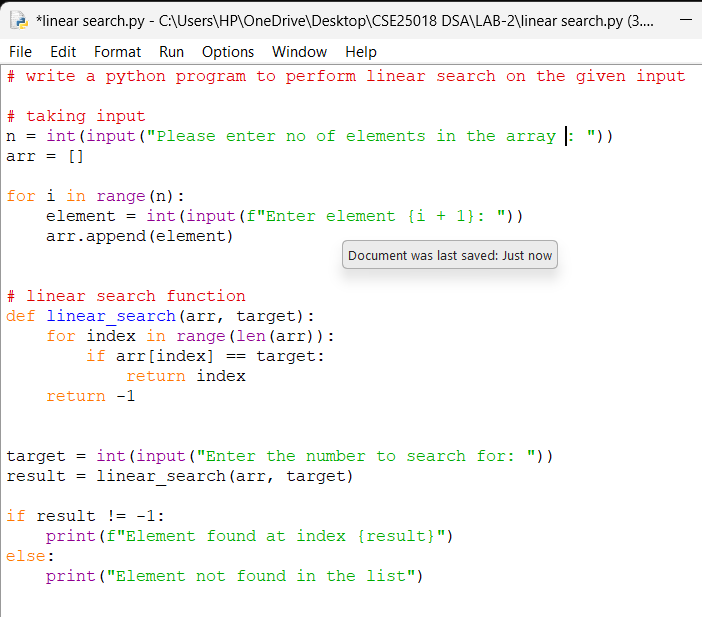 *linear search.py - C:\Users\HP\OneDrive\Desktop\CSE25018 DSA\LAB-2\linear search.py (3....
File Edit Format Run Options Window Help
# write a python program to perform linear search on the given input

# taking input
n = int(input("Please enter no of elements in the array : "))
arr = []

for i in range(n):
    element = int(input(f"Enter element {i + 1}: "))
    arr.append(element)
Document was last saved: Just now

# linear search function
def linear_search(arr, target):
    for index in range(len(arr)):
        if arr[index] == target:
            return index
    return -1

target = int(input("Enter the number to search for: "))
result = linear_search(arr, target)

if result != -1:
    print(f"Element found at index {result}")
else:
    print("Element not found in the list")